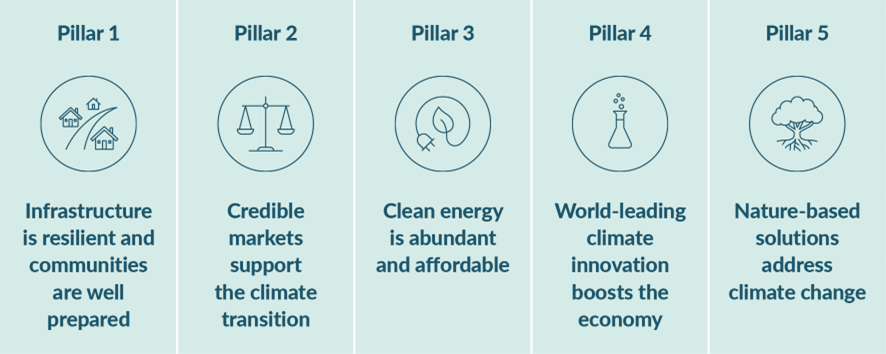 Pillar 1
Infrastructure
is resilient and
communities
are well
prepared
Pillar 2
Credible
markets
support
the climate
transition
Pillar 3
Clean energy
is abundant
and affordable
Pillar 4
World-leading
climate
innovation
boosts the
economy
Pillar 5
Nature-based
solutions
address
climate change